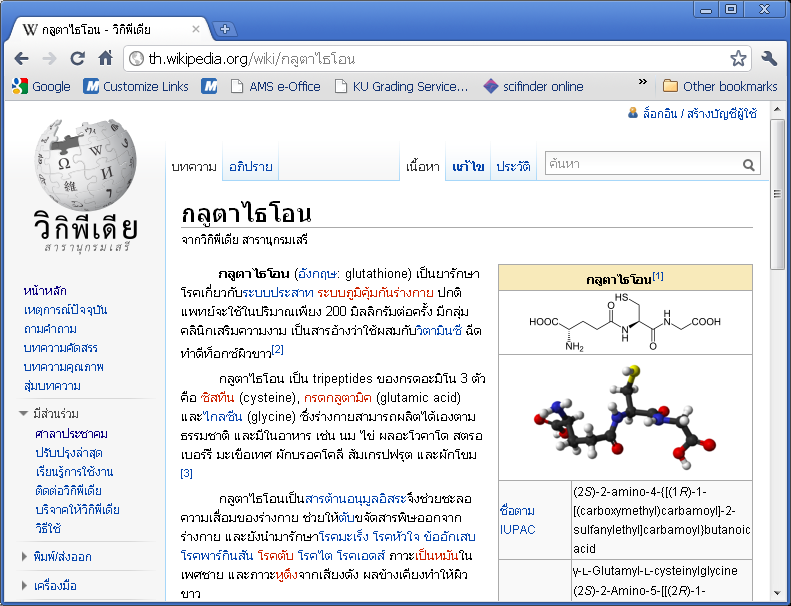 กลูตาไธโอน - วิกิพีเดีย
th.wikipedia.org/wiki/กลูตาไธโอน
Google
Customize Links
AMS e-Office
KU Grading Service...
scifinder online
»
Other bookmarks
ล็อกอิน / สร้างบัญชีผู้ใช้
บทความ
อภิปราย
เนื้อหา
แก้ไข
ประวัติ
ค้นหา
วิกิพีเดีย
สารานุกรมเสรี
หน้าหลัก
เหตุการณ์ปัจจุบัน
ถามคำถาม
บทความคัดสรร
บทความคุณภาพ
สุ่มบทความ
มีส่วนร่วม
ศาลาประชาคม
ปรับปรุงล่าสุด
เรียนรู้การใช้งาน
ติดต่อวิกิพีเดีย
บริจาคให้วิกิพีเดีย
วิธีใช้
พิมพ์/ส่งออก
เครื่องมือ
กลูตาไธโอน
จากวิกิพีเดีย สารานุกรมเสรี
กลูตาไธโอน (อังกฤษ: glutathione) เป็นยารักษา
โรคเกี่ยวกับระบบประสาท ระบบภูมิคุ้มกันร่างกาย ปกติ
แพทย์จะใช้ในปริมาณเพียง 200 มิลลิกรัมต่อครั้ง มีกลุ่ม
คลินิกเสริมความงาม เป็นสารอ้างว่าใช้ผสมกับวิตามินซี ฉีด
ทำดีท็อกซ์ผิวขาว[2]
กลูตาไธโอน เป็น tripeptides ของกรดอะมิโน 3 ตัว
คือ ซิสทีน (cysteine), กรดกลูตามิค (glutamic acid)
และไกลซีน (glycine) ซึ่งร่างกายสามารถผลิตได้เองตาม
ธรรมชาติ และมีในอาหาร เช่น นม ไข่ ผลอะโวคาโด สตรอ
เบอร์รี มะเขือเทศ ผักบรอคโคลี ส้มเกรปฟรุต และผักโขม
[3]
กลูตาไธโอนเป็นสารต้านอนุมูลอิสระจึงช่วยชะลอ
ความเสื่อมของร่างกาย ช่วยให้ตับขจัดสารพิษออกจาก
ร่างกาย และยังนำมารักษาโรคมะเร็ง โรคหัวใจ ข้ออักเสบ
โรคพาร์กินสัน โรคตับ โรคไต โรคเอดส์ ภาวะเป็นหมันใน
เพศชาย และภาวะหูตึงจากเสียงดัง ผลข้างเคียงทำให้ผิว
ขาว
กลูตาไธโอน[1]
HS
HOOC
NH2
O
H
N
O
H
N
COOH
ชื่อตาม
IUPAC
(2S)-2-amino-4-{[(1R)-1-
[(carboxymethyl)carbamoyl]-2-
sulfanylethyl]carbamoyl}butanoic
acid
γ-L-Glutamyl-L-cysteinylglycine
(2S)-2-Amino-5-[[(2R)-1-